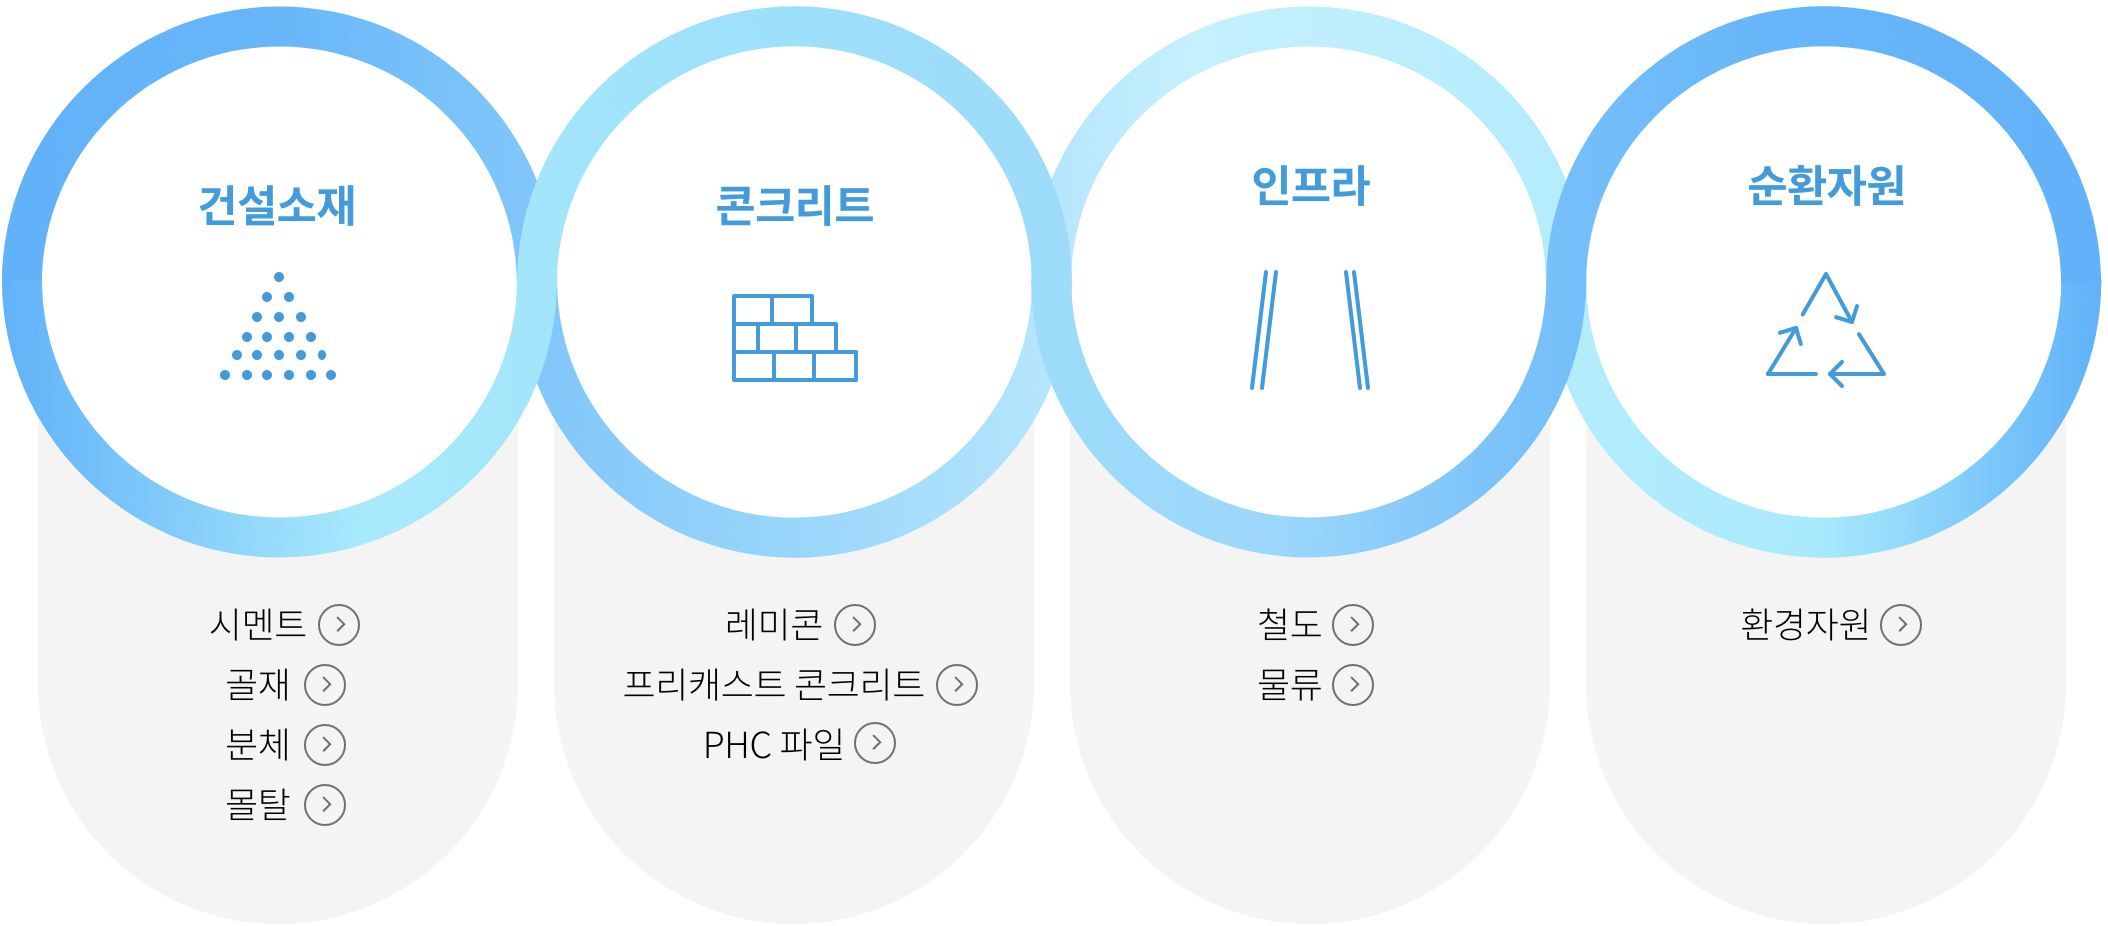 건설소재
시멘트
골재
분체
몰탈
콘크리트
레미콘
프리캐스트 콘크리트
PHC 파일
인프라
철도
물류
순환자원
환경자원